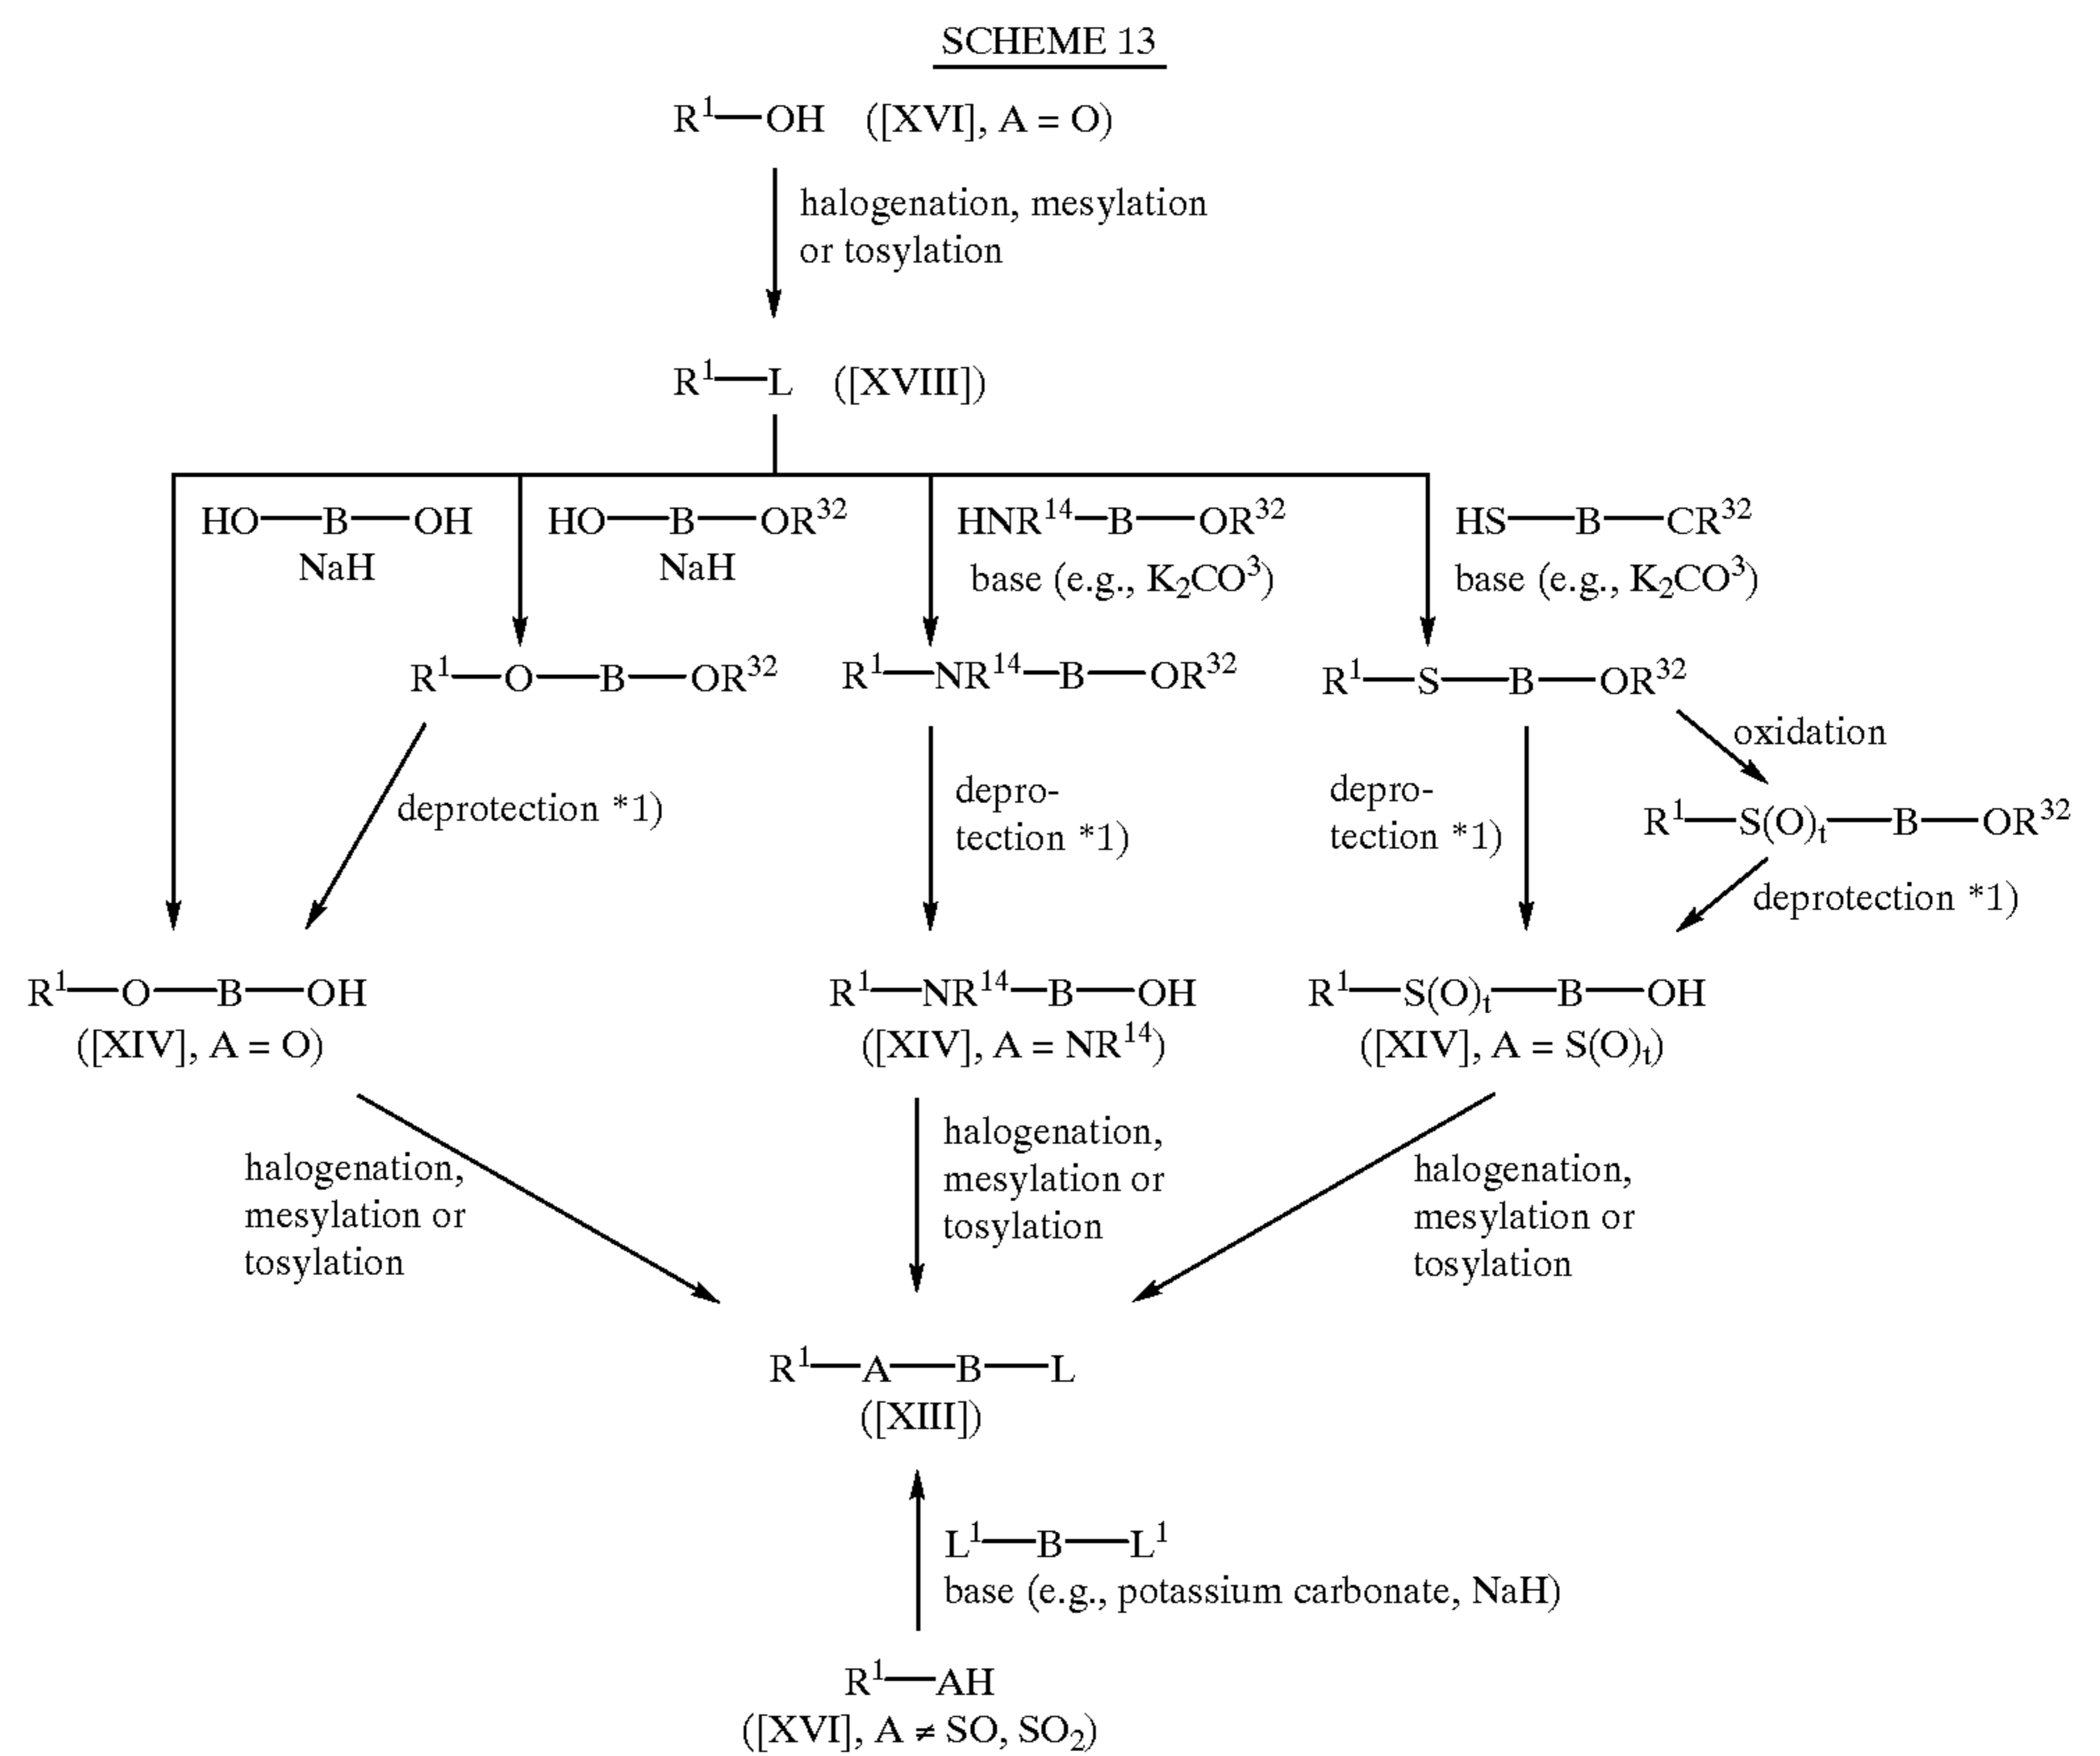 SCHEME 13
R¹—OH ([XVI], A = O)
halogenation, mesylation
or tosylation
R¹—L ([XVIII])
HO—B—OH
NaH
HO—B—OR³²
NaH
HNR¹⁴—B—OR³²
base (e.g., K₂CO³)
HS—B—CR³²
base (e.g., K₂CO³)
R¹—O—B—OR³²
R¹—NR¹⁴—B—OR³²
R¹—S—B—OR³²
oxidation
deprotection *1)
depro-
tection *1)
depro-
tection *1)
R¹—S(O)ₜ—B—OR³²
deprotection *1)
R¹—O—B—OH
([XIV], A = O)
R¹—NR¹⁴—B—OH
([XIV], A = NR¹⁴)
R¹—S(O)ₜ—B—OH
([XIV], A = S(O)ₜ)
halogenation,
mesylation or
tosylation
halogenation,
mesylation or
tosylation
halogenation,
mesylation or
tosylation
R¹—A—B—L
([XIII])
L¹—B—L¹
base (e.g., potassium carbonate, NaH)
R¹—AH
([XVI], A ≠ SO, SO₂)